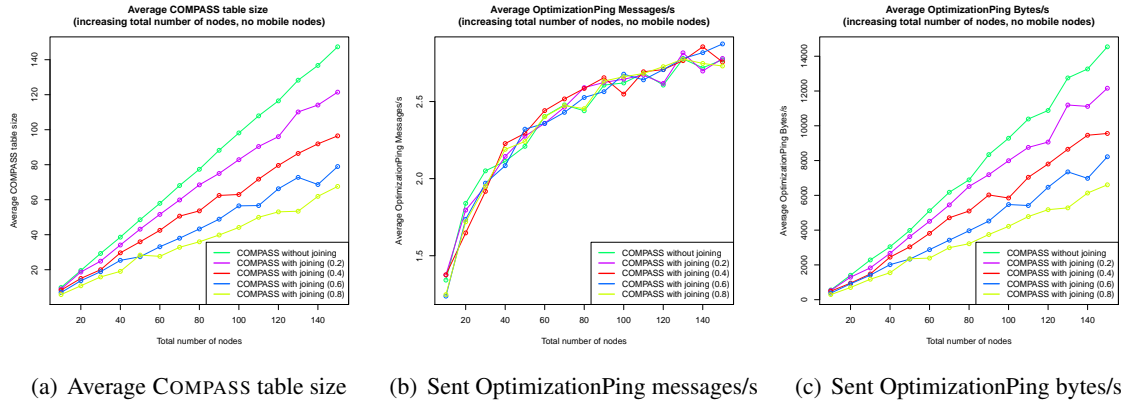 Average COMPASS table size
(increasing total number of nodes, no mobile nodes)
Average COMPASS table size
140
120
100
80
60
40
20
COMPASS without joining
COMPASS with joining (0.2)
COMPASS with joining (0.4)
COMPASS with joining (0.6)
COMPASS with joining (0.8)
20 40 60 80 100 120 140
Total number of nodes
(a) Average COMPASS table size
Average OptimizationPing Messages/s
(increasing total number of nodes, no mobile nodes)
Average OptimizationPing Messages/s
2.5
2.0
1.5
COMPASS without joining
COMPASS with joining (0.2)
COMPASS with joining (0.4)
COMPASS with joining (0.6)
COMPASS with joining (0.8)
20 40 60 80 100 120 140
Total number of nodes
(b) Sent OptimizationPing messages/s
Average OptimizationPing Bytes/s
(increasing total number of nodes, no mobile nodes)
Average OptimizationPing Bytes/s
14000
12000
10000
8000
6000
4000
2000
0
COMPASS without joining
COMPASS with joining (0.2)
COMPASS with joining (0.4)
COMPASS with joining (0.6)
COMPASS with joining (0.8)
20 40 60 80 100 120 140
Total number of nodes
(c) Sent OptimizationPing bytes/s